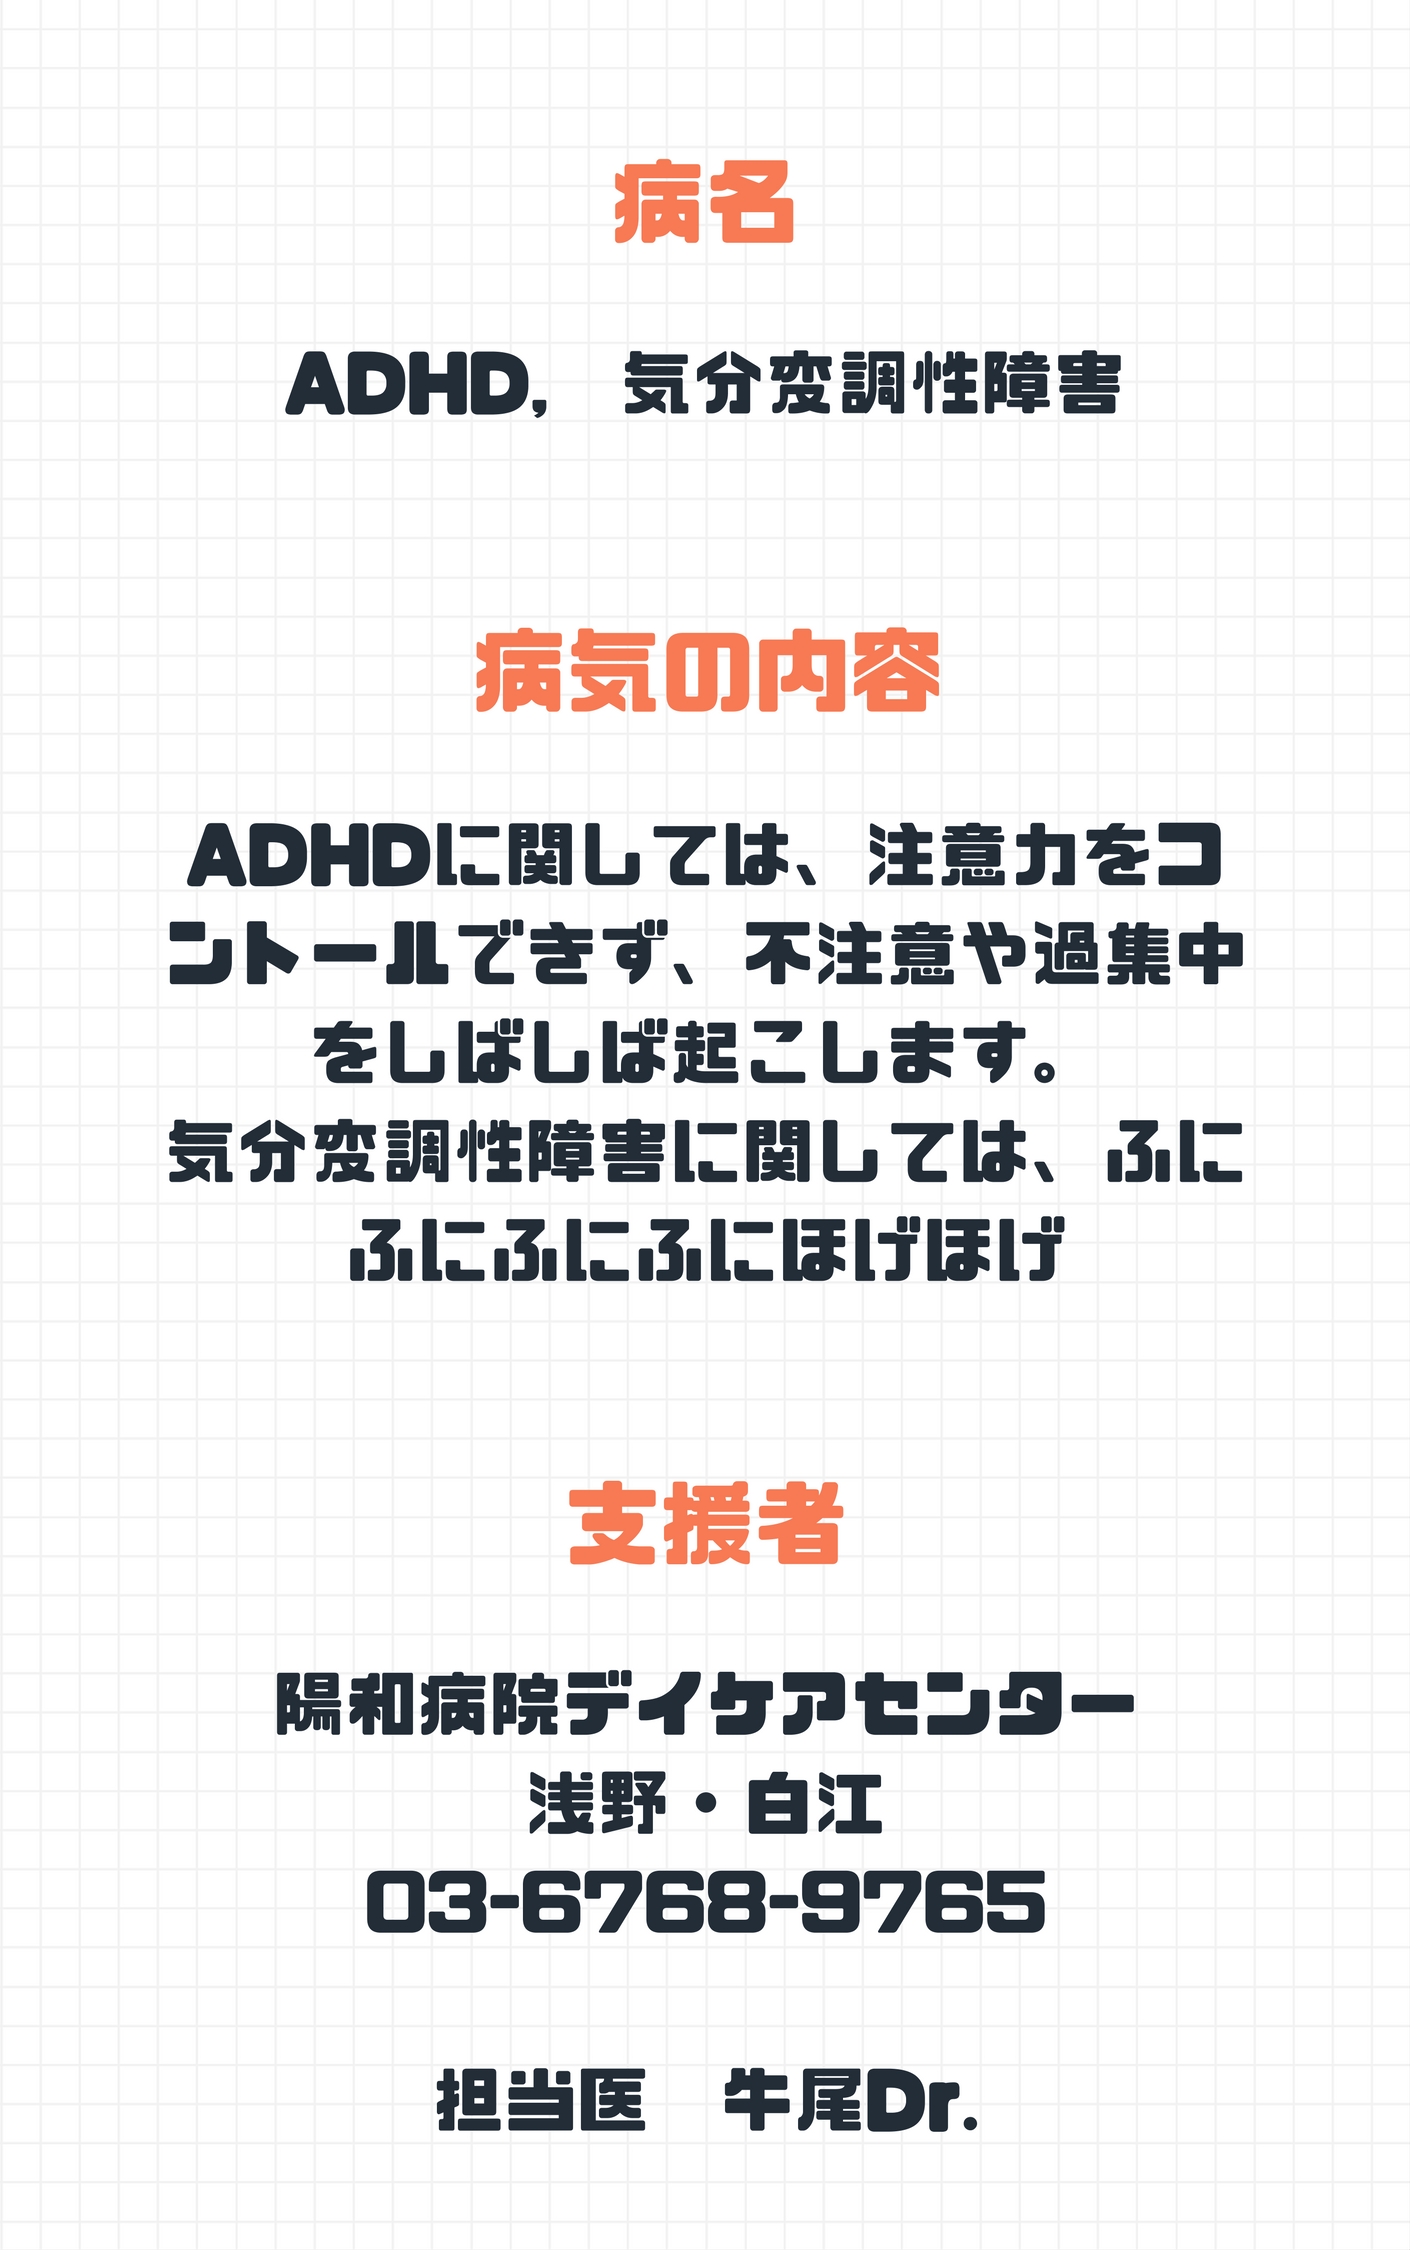 病名
ADHD,　気分変調性障害
病気の内容
ADHDに関しては、注意力をコ
ントールできず、不注意や過集中
をしばしば起こします。
気分変調性障害に関しては、ふに
ふにふにふにほげほげ
支援者
陽和病院デイケアセンター
浅野・白江
03-6768-9765
担当医　牛尾Dr.